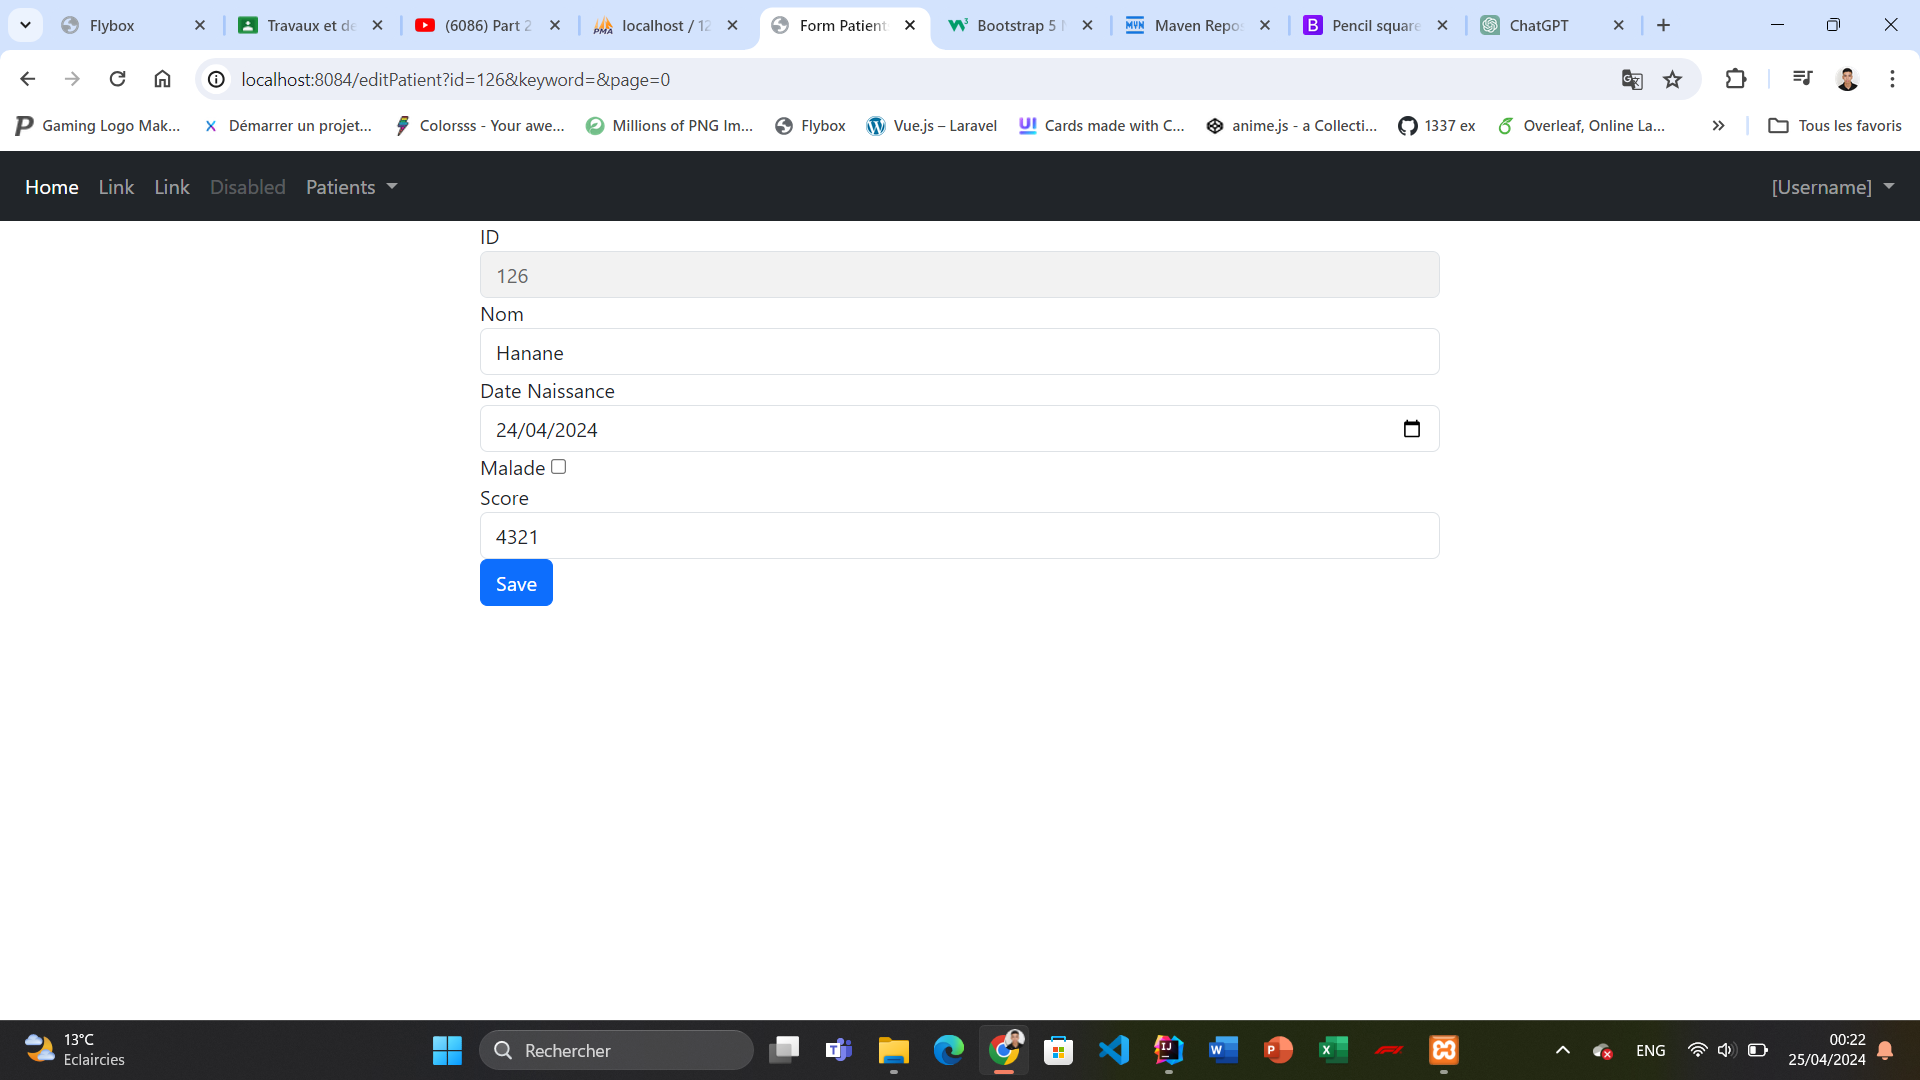 Flybox
Travaux et de
(6086) Part 2
localhost / 12
Form Patient
Bootstrap 5
Maven Repo
Pencil square
ChatGPT
localhost:8084/editPatient?id=126&keyword=&page=0
Gaming Logo Mak...
Démarrer un projet...
Colorsss - Your awe...
Millions of PNG Im...
Flybox
Vue.js – Laravel
Cards made with C...
anime.js - a Collecti...
1337 ex
Overleaf, Online La...
Tous les favoris
Home Link Link Disabled Patients
[Username]
ID
126
Nom
Hanane
Date Naissance
24/04/2024
Malade
Score
4321
Save
13°C
Eclaircies
Rechercher
ENG
00:22
25/04/2024